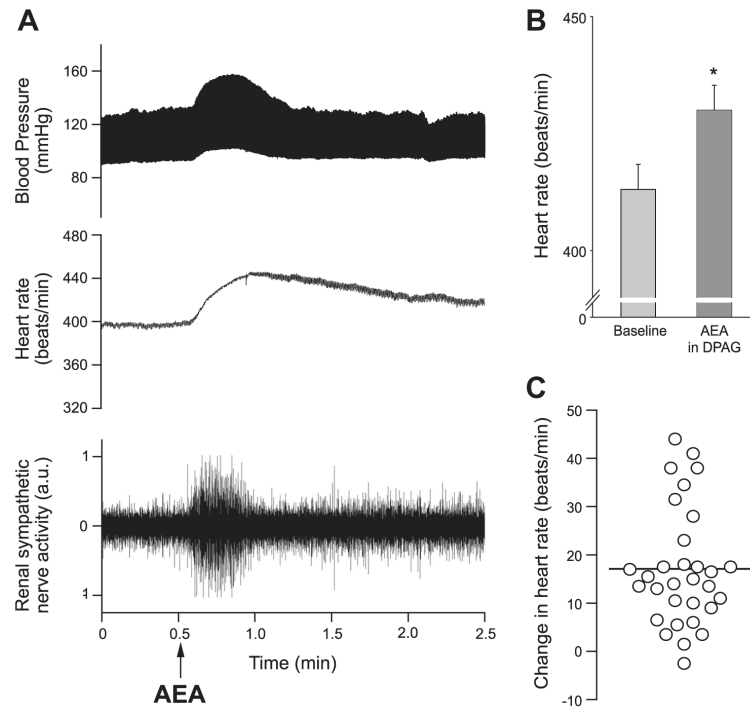 A
Blood Pressure
(mmHg)
160
120
80
Heart rate
(beats/min)
480
440
400
360
320
Renal sympathetic
nerve activity (a.u.)
1
0
1
0
0.5
1.0
1.5
2.0
2.5
Time (min)
AEA
B
Heart rate (beats/min)
450
400
0
*
Baseline
AEA
in DPAG
C
Change in heart rate (beats/min)
50
40
30
20
10
0
-10